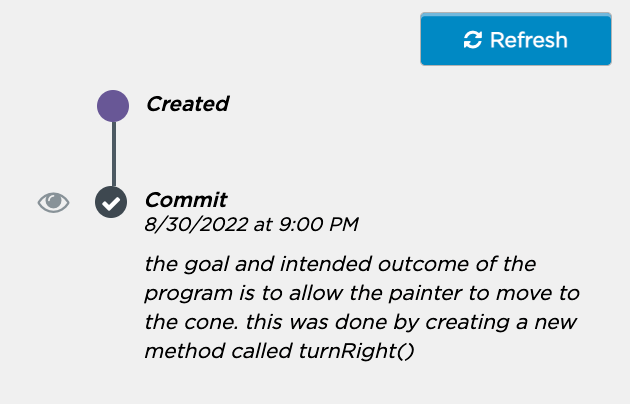 Refresh
Created
Commit
8/30/2022 at 9:00 PM
the goal and intended outcome of the
program is to allow the painter to move to
the cone. this was done by creating a new
method called turnRight()